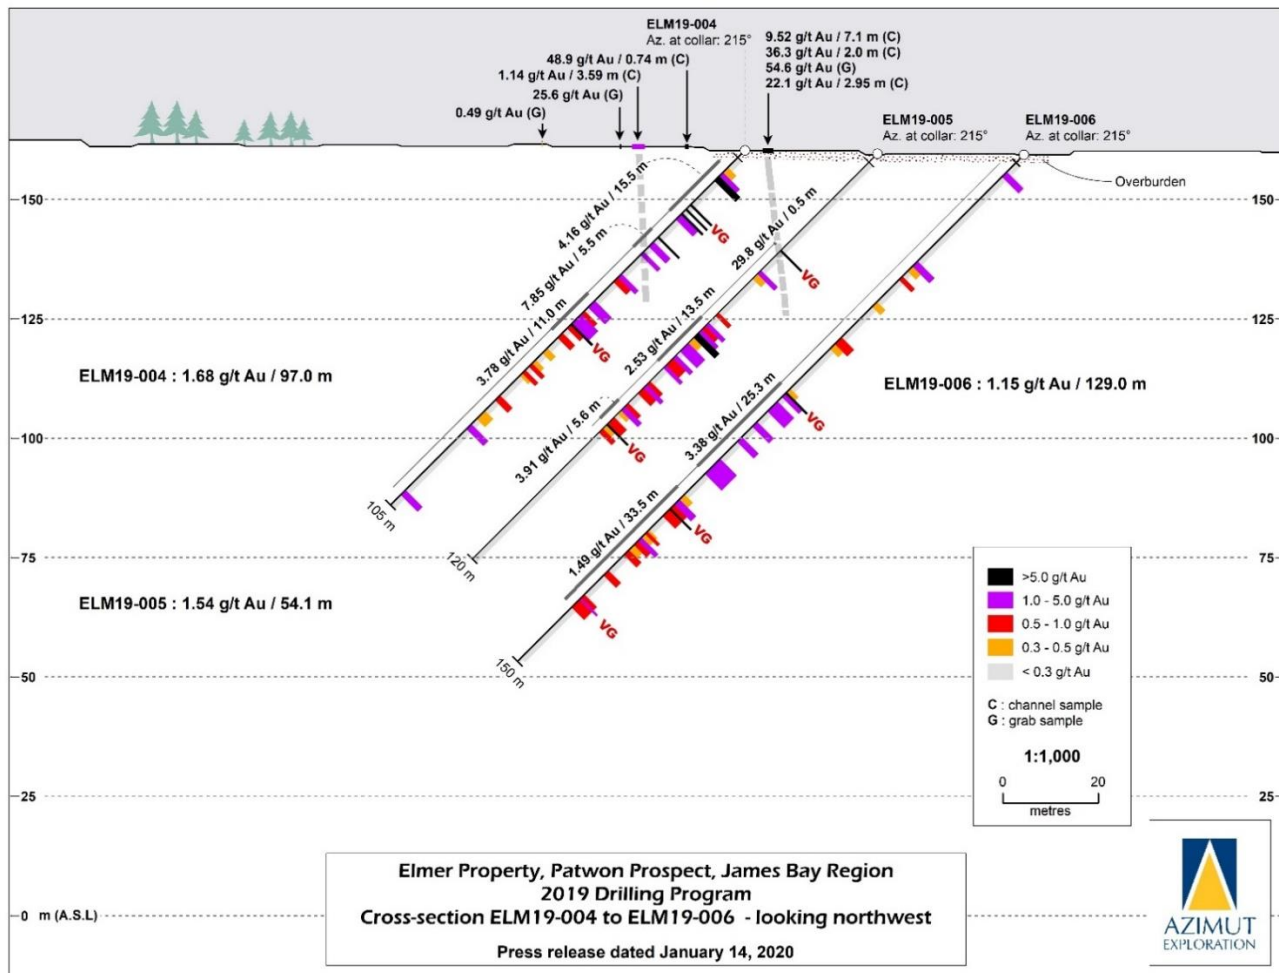 ELM19-004
Az. at collar: 215°
9.52 g/t Au / 7.1 m (C)
36.3 g/t Au / 2.0 m (C)
54.6 g/t Au (G)
22.1 g/t Au / 2.95 m (C)
48.9 g/t Au / 0.74 m (C)
1.14 g/t Au / 3.59 m (C)
25.6 g/t Au (G)
0.49 g/t Au (G)
ELM19-005
Az. at collar: 215°
ELM19-006
Az. at collar: 215°
Overburden
150
150
4.16 g/t Au / 15.5 m
7.85 g/t Au / 5.5 m
3.78 g/t Au / 11.0 m
VG
VG
29.8 g/t Au / 0.5 m
VG
2.53 g/t Au / 13.5 m
3.91 g/t Au / 5.6 m
VG
3.38 g/t Au / 25.3 m
VG
1.49 g/t Au / 33.5 m
VG
VG
125
125
ELM19-004 : 1.68 g/t Au / 97.0 m
ELM19-006 : 1.15 g/t Au / 129.0 m
100
100
105 m
120 m
150 m
75
75
ELM19-005 : 1.54 g/t Au / 54.1 m
50
50
25
25
0 m (A.S.L)
0
>5.0 g/t Au
1.0 - 5.0 g/t Au
0.5 - 1.0 g/t Au
0.3 - 0.5 g/t Au
< 0.3 g/t Au
C : channel sample
G : grab sample
1:1,000
0 20
metres
Elmer Property, Patwon Prospect, James Bay Region
2019 Drilling Program
Cross-section ELM19-004 to ELM19-006 - looking northwest
Press release dated January 14, 2020
AZIMUT
EXPLORATION